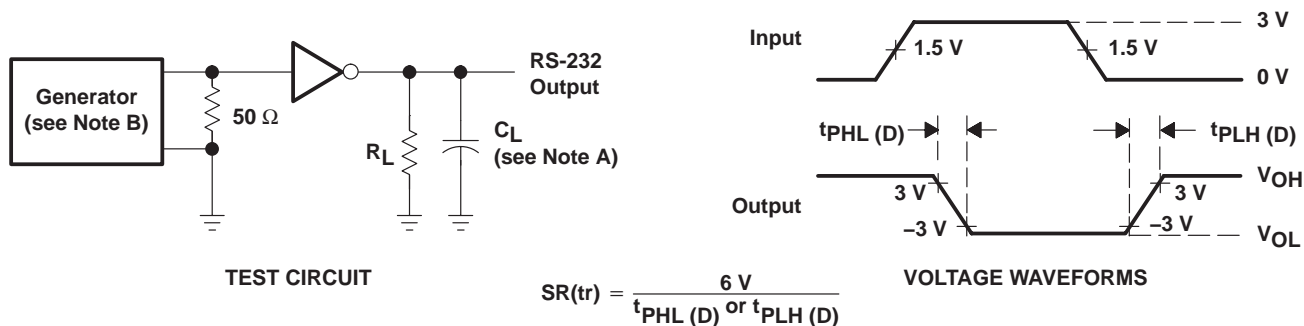 Generator
(see Note B)
50 Ω
RS-232
Output
RL
CL
(see Note A)
TEST CIRCUIT
Input
1.5 V
1.5 V
3 V
0 V
tPHL (D)
tPLH (D)
Output
3 V
–3 V
3 V
–3 V
VOH
VOL
VOLTAGE WAVEFORMS
SR(tr) = 6 V / tPHL (D) or tPLH (D)